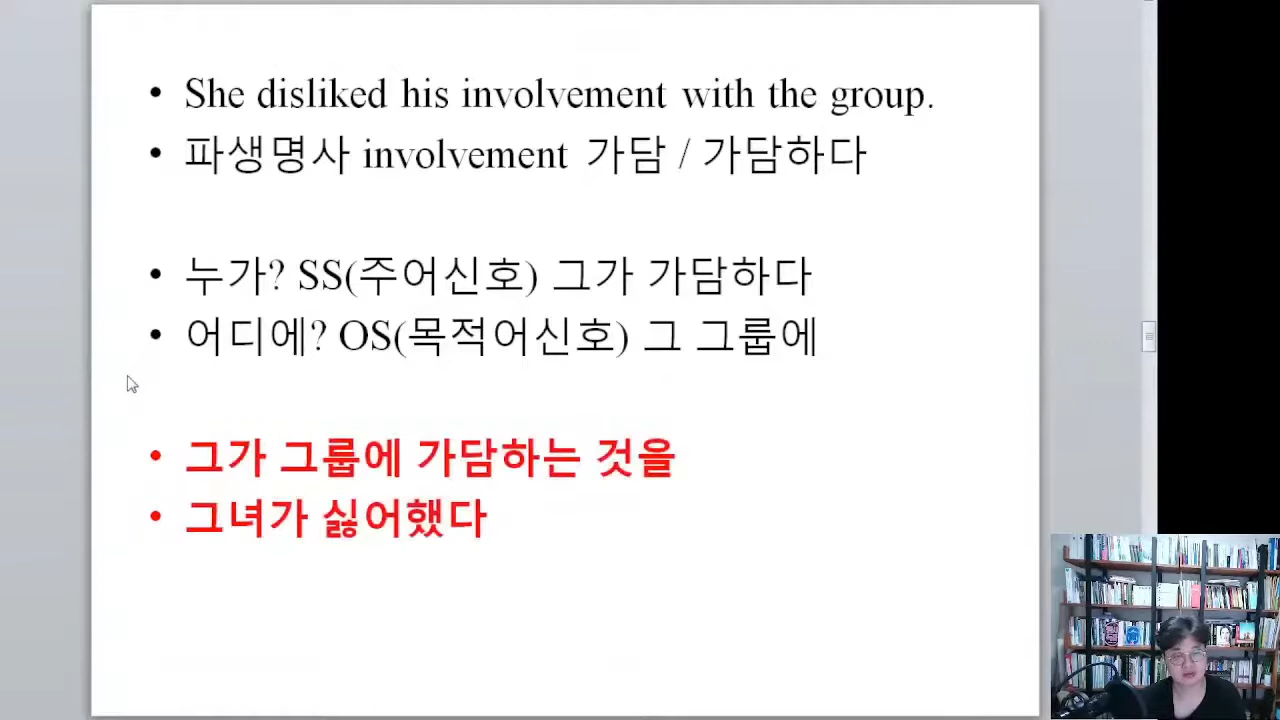 • She disliked his involvement with the group.
• 파생명사 involvement 가담 / 가담하다
• 누가? SS(주어신호) 그가 가담하다
• 어디에? OS(목적어신호) 그 그룹에
• 그가 그룹에 가담하는 것을
• 그녀가 싫어했다